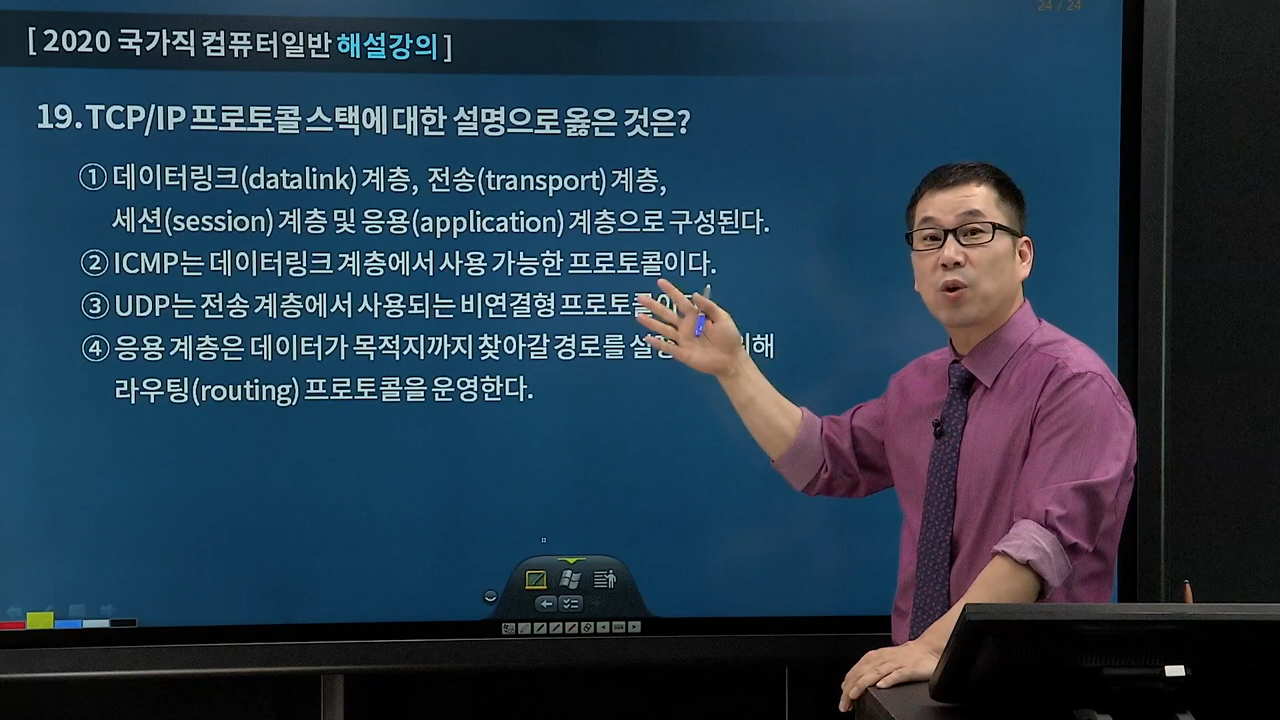 24 / 24
[ 2020 국가직 컴퓨터일반 해설강의 ]
19. TCP/IP 프로토콜 스택에 대한 설명으로 옳은 것은?
① 데이터링크(datalink) 계층, 전송(transport) 계층,
세션(session) 계층 및 응용(application) 계층으로 구성된다.
② ICMP는 데이터링크 계층에서 사용 가능한 프로토콜이다.
③ UDP는 전송 계층에서 사용되는 비연결형 프로토콜
④ 응용 계층은 데이터가 목적지까지 찾아갈 경로를
라우팅(routing) 프로토콜을 운영한다.